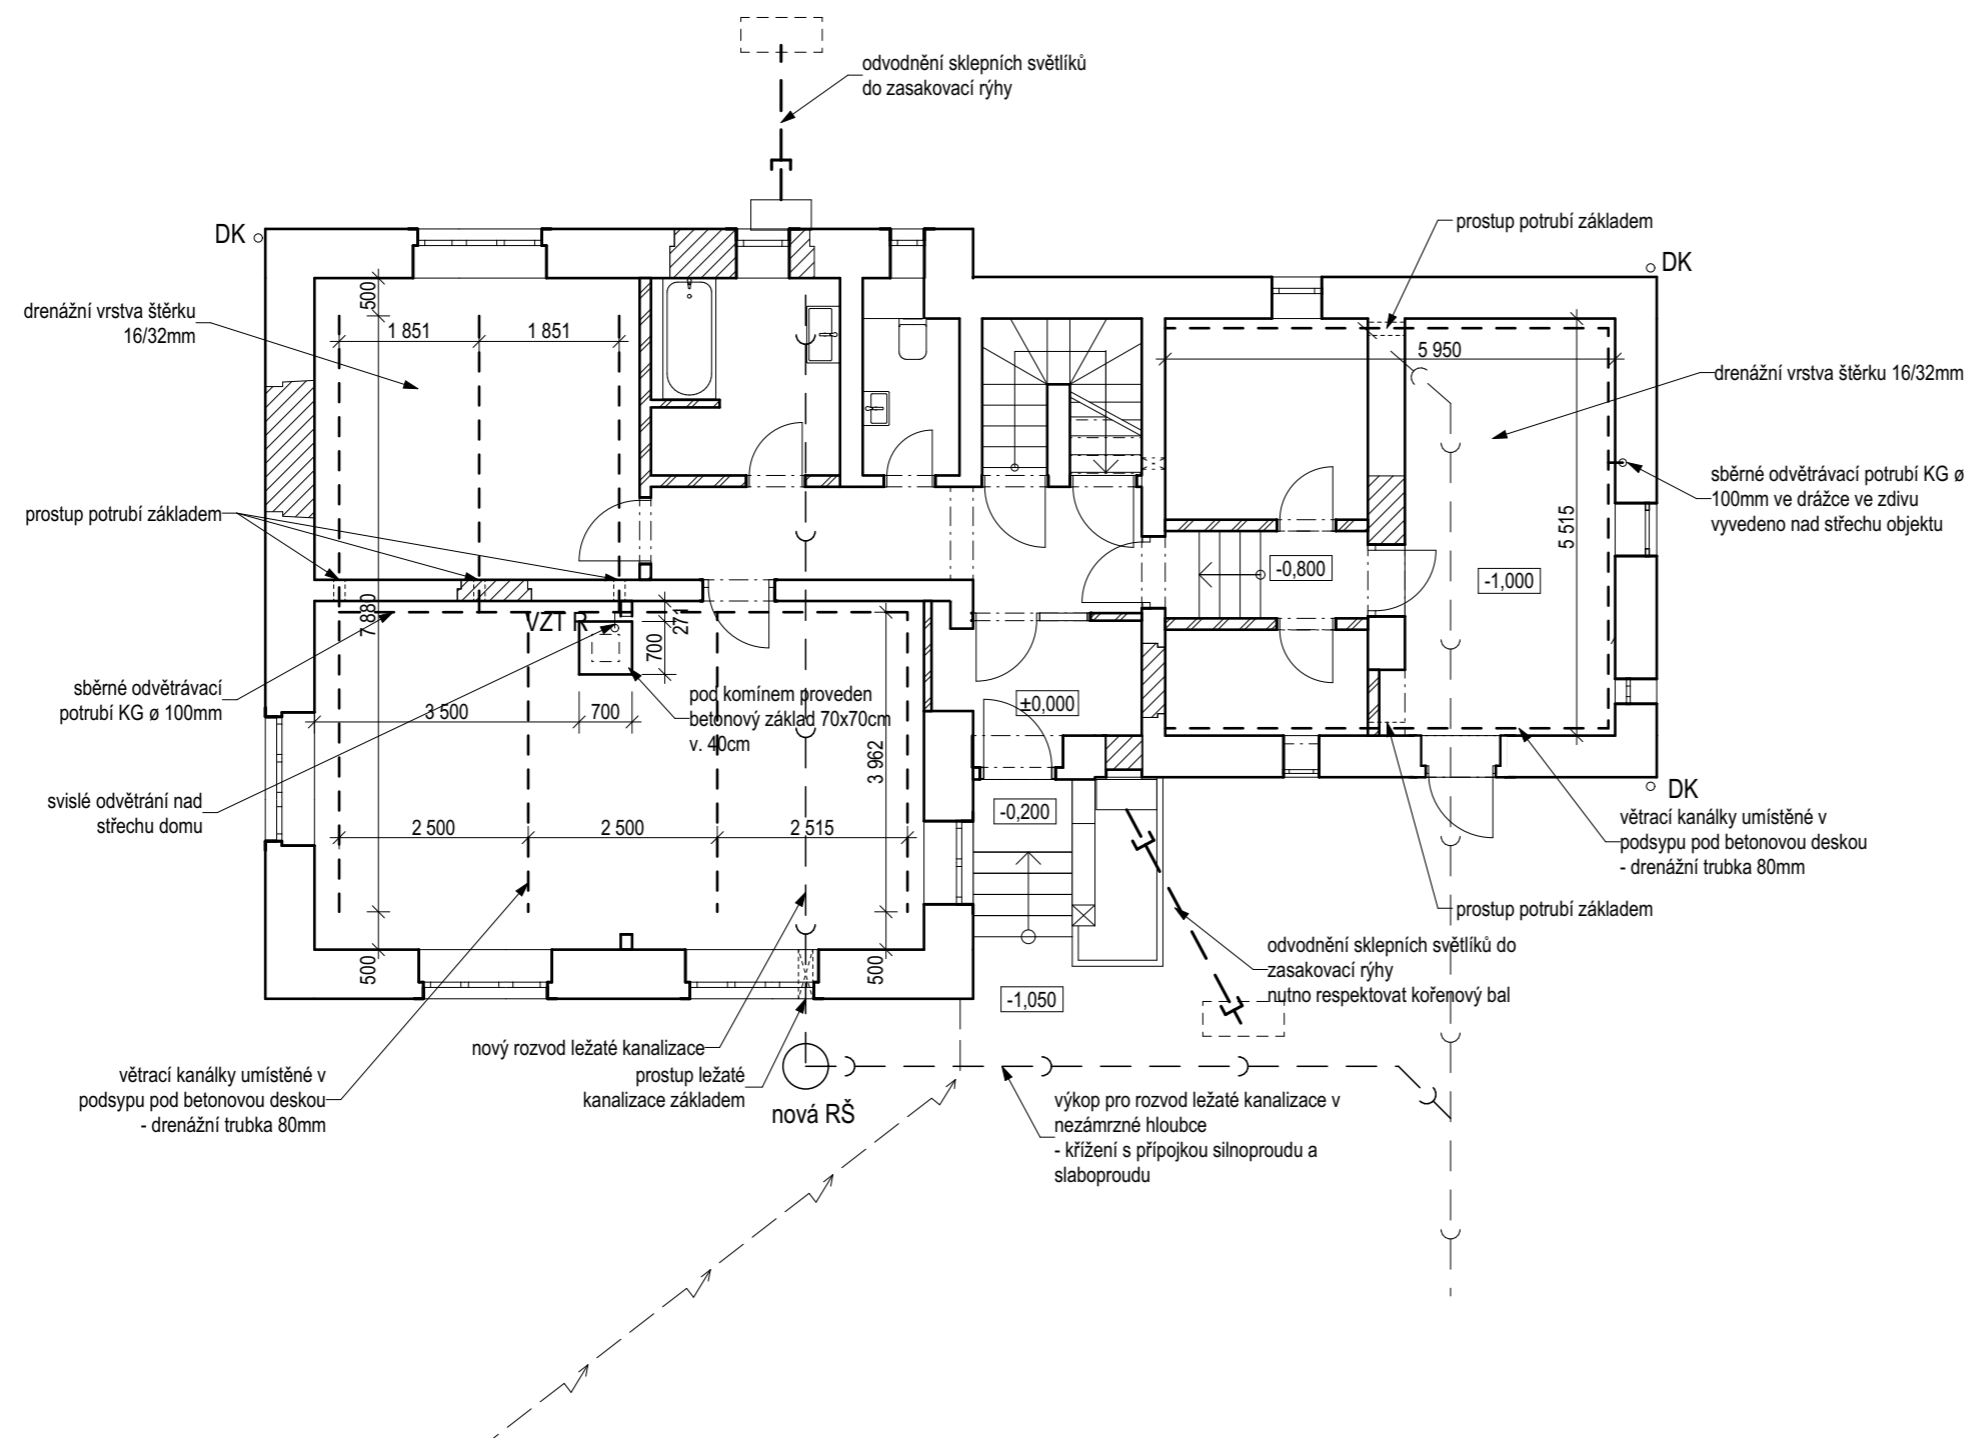 odvodnění sklepních světlíků
do zasakovací rýhy
DK
prostup potrubí základem
DK
drenážní vrstva štěrku
16/32mm
500
1 851
1 851
5 950
drenážní vrstva štěrku 16/32mm
sběrné odvětrávací potrubí KG ø
100mm ve drážce ve zdivu
vyvedeno nad střechu objektu
prostup potrubí základem
5 515
-0,800
-1,000
7 880
VZT R
271
700
sběrné odvětrávací
potrubí KG ø 100mm
3 500
700
pod komínem proveden
betonový základ 70x70cm
v. 40cm
±0,000
3 962
svislé odvětrání nad
střechu domu
-0,200
DK
větrací kanálky umístěné v
podsypu pod betonovou deskou
- drenážní trubka 80mm
2 500
2 500
2 515
prostup potrubí základem
500
500
odvodnění sklepních světlíků do
zasakovací rýhy
nutno respektovat kořenový bal
-1,050
nový rozvod ležaté kanalizace
prostup ležaté
kanalizace základem
větrací kanálky umístěné v
podsypu pod betonovou deskou
- drenážní trubka 80mm
nová RŠ
výkop pro rozvod ležaté kanalizace v
nezámrzné hloubce
- křížení s přípojkou silnoproudu a
slaboproudu